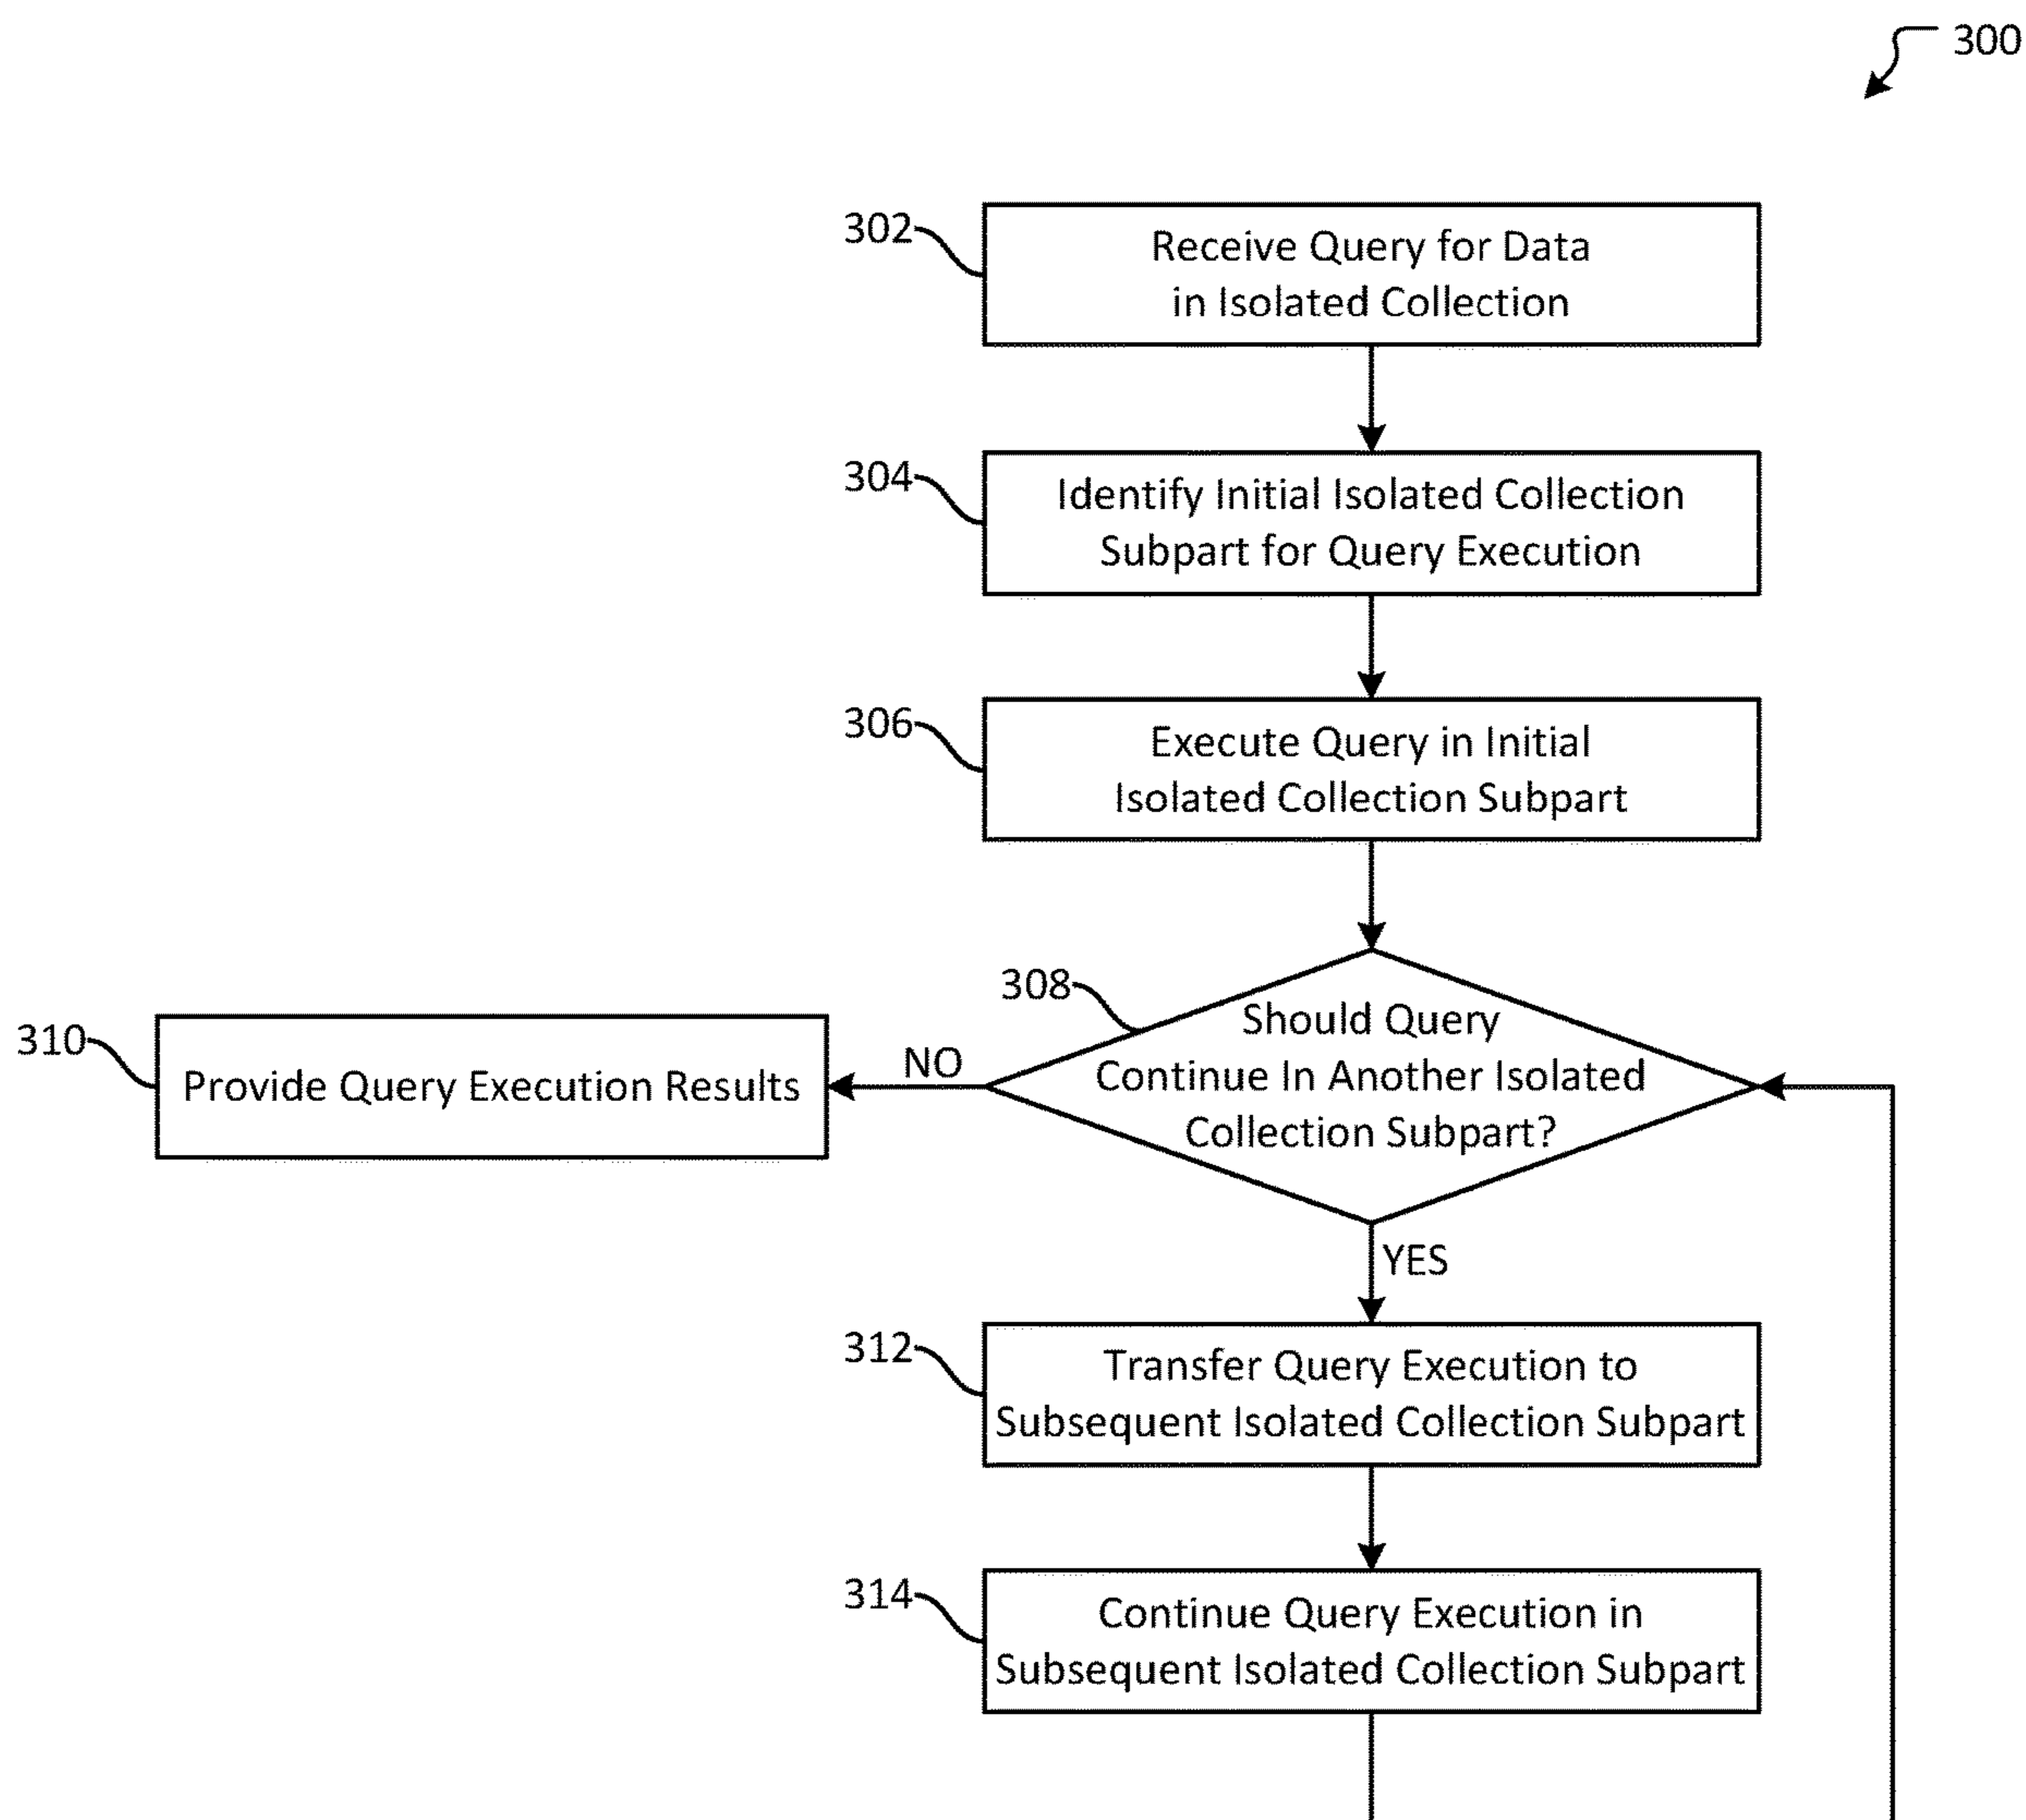 300
302
Receive Query for Data
in Isolated Collection
304
Identify Initial Isolated Collection
Subpart for Query Execution
306
Execute Query in Initial
Isolated Collection Subpart
308
Should Query
Continue In Another Isolated
Collection Subpart?
NO
310
Provide Query Execution Results
YES
312
Transfer Query Execution to
Subsequent Isolated Collection Subpart
314
Continue Query Execution in
Subsequent Isolated Collection Subpart